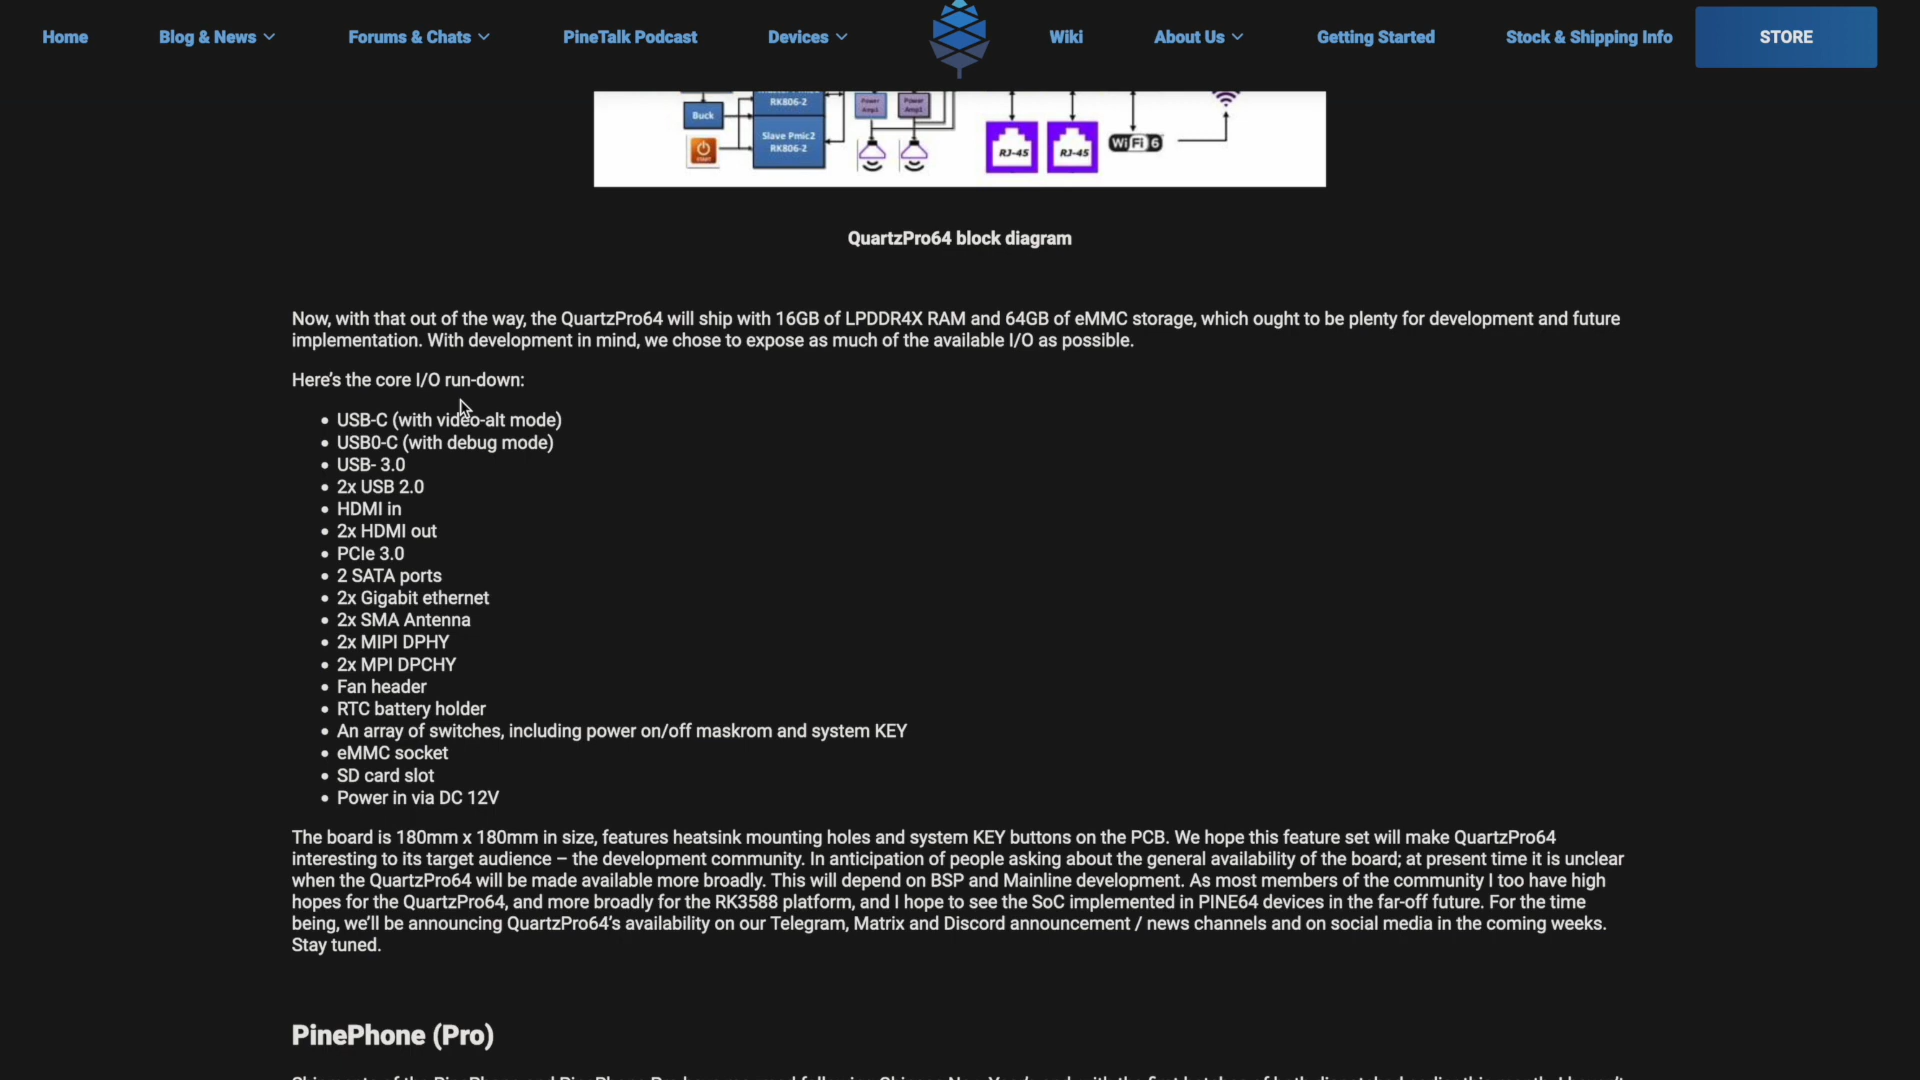 Home
Blog & News
Forums & Chats
PineTalk Podcast
Devices
Wiki
About Us
Getting Started
Stock & Shipping Info
STORE
RK806-2
Power
Amp1
Power
Amp1
Buck
Slave Pmic2
RK806-2
START
RJ-45
RJ-45
WiFi 6
QuartzPro64 block diagram
Now, with that out of the way, the QuartzPro64 will ship with 16GB of LPDDR4X RAM and 64GB of eMMC storage, which ought to be plenty for development and future
implementation. With development in mind, we chose to expose as much of the available I/O as possible.
Here’s the core I/O run-down:
USB-C (with video-alt mode)
USB0-C (with debug mode)
USB- 3.0
2x USB 2.0
HDMI in
2x HDMI out
PCIe 3.0
2 SATA ports
2x Gigabit ethernet
2x SMA Antenna
2x MIPI DPHY
2x MPI DPCHY
Fan header
RTC battery holder
An array of switches, including power on/off maskrom and system KEY
eMMC socket
SD card slot
Power in via DC 12V
The board is 180mm x 180mm in size, features heatsink mounting holes and system KEY buttons on the PCB. We hope this feature set will make QuartzPro64
interesting to its target audience – the development community. In anticipation of people asking about the general availability of the board; at present time it is unclear
when the QuartzPro64 will be made available more broadly. This will depend on BSP and Mainline development. As most members of the community I too have high
hopes for the QuartzPro64, and more broadly for the RK3588 platform, and I hope to see the SoC implemented in PINE64 devices in the far-off future. For the time
being, we’ll be announcing QuartzPro64’s availability on our Telegram, Matrix and Discord announcement / news channels and on social media in the coming weeks.
Stay tuned.
PinePhone (Pro)